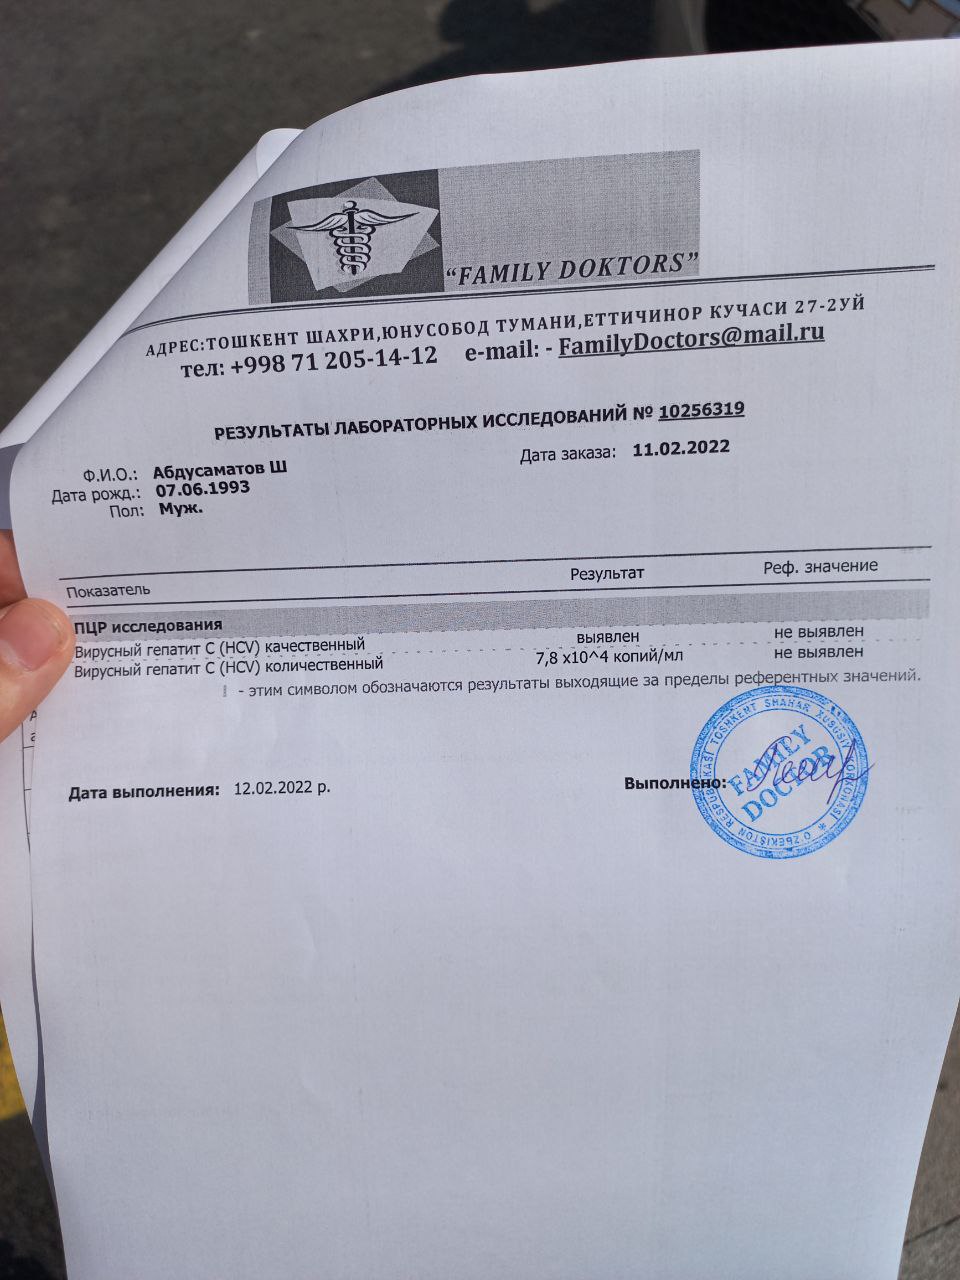 “FAMILY DOKTORS”
АДРЕС:ТОШКЕНТ ШАХРИ,ЮНУСОБОД ТУМАНИ,ЕТТИЧИНОР КУЧАСИ 27-2УЙ
тел: +998 71 205-14-12 e-mail: - FamilyDoctors@mail.ru
РЕЗУЛЬТАТЫ ЛАБОРАТОРНЫХ ИССЛЕДОВАНИЙ № 10256319
Ф.И.О.: Абдусаматов Ш Дата заказа: 11.02.2022
Дата рожд.: 07.06.1993
Пол: Муж.
Показатель Результат Реф. значение
ПЦР исследования
Вирусный гепатит С (HCV) качественный выявлен не выявлен
Вирусный гепатит С (HCV) количественный 7,8 x10^4 копий/мл не выявлен
! - этим символом обозначаются результаты выходящие за пределы референтных значений.
Дата выполнения: 12.02.2022 р. Выполнено:
FAMILY
DOCTOR
O'ZBEKISTON RESPUBLIKASI TOSHKENT SHAHAR XUSUSIY KORXONASI